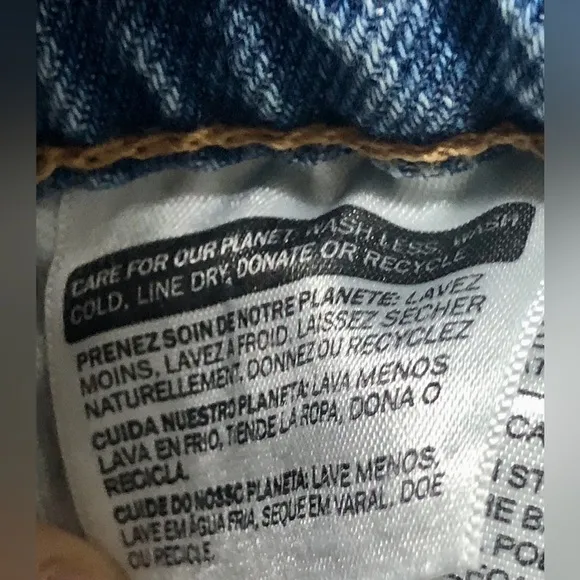 CARE FOR OUR PLANET: WASH LESS, WASH
COLD, LINE DRY, DONATE OR RECYCLE
PRENEZ SOIN DE NOTRE PLANETE: LAVEZ
MOINS, LAVEZ À FROID, LAISSEZ SECHER
NATURELLEMENT, DONNEZ OU RECYCLEZ
CUIDA NUESTRO PLANETA: LAVA MENOS
LAVA EN FRIO, TIENDE LA ROPA, DONA O
RECICLA
CUIDE DO NOSSO PLANETA: LAVE MENOS,
LAVE EM ÁGUA FRIA, SEQUE EM VARAL, DOE
OU RECICLE.
CA
I ST
IE B
POL